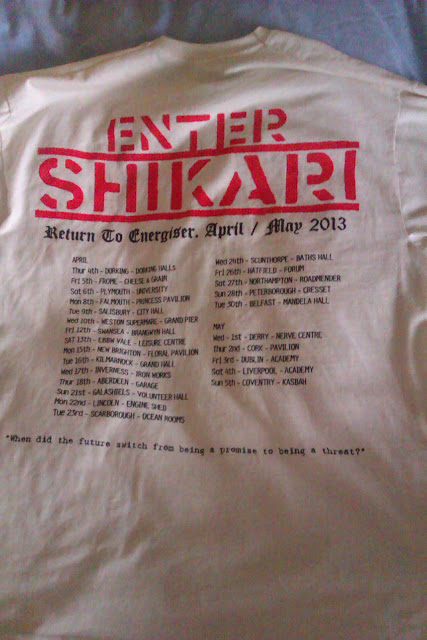 ENTER
SHIKARI
Return To Energiser. April / May 2013
APRIL
Thur 4th - DORKING - DORKING HALLS
Fri 5th - FROME - CHEESE & GRAIN
Sat 6th - PLYMOUTH - UNIVERSITY
Mon 8th - FALMOUTH - PRINCESS PAVILION
Tue 9th - SALISBURY - CITY HALL
Wed 10th - WESTON SUPERMARE - GRAND PIER
Fri 12th - SWANSEA - BRANGWYN HALL
SAT 13th - EBBW VALE - LEISURE CENTRE
Mon 15th - NEW BRIGHTON - FLORAL PAVILION
Tue 16th - KILMARNOCK - GRAND HALL
Wed 17th - INVERNESS - IRON WORKS
Thur 18th - ABERDEEN - GARAGE
Sun 21st - GALASHIELS - VOLUNTEER HALL
Mon 22nd - LINCOLN - ENGINE SHED
Tue 23rd - SCARBOROUGH - OCEAN ROOMS
Wed 24th - SCUNTHORPE - BATHS HALL
Fri 26th - HATFIELD - FORUM
Sat 27th - NORTHAMPTON - ROADMENDER
Sun 28th - PETERBOROUGH - CRESSET
Tue 30th - BELFAST - MANDELA HALL
MAY
Wed - 1st - DERRY - NERVE CENTRE
Thur 2nd - CORK - PAVILION
Fri 3rd - DUBLIN - ACADEMY
Sat 4th - LIVERPOOL - ACADEMY
Sun 5th - COVENTRY - KASBAH
"When did the future switch from being a promise to being a threat?"